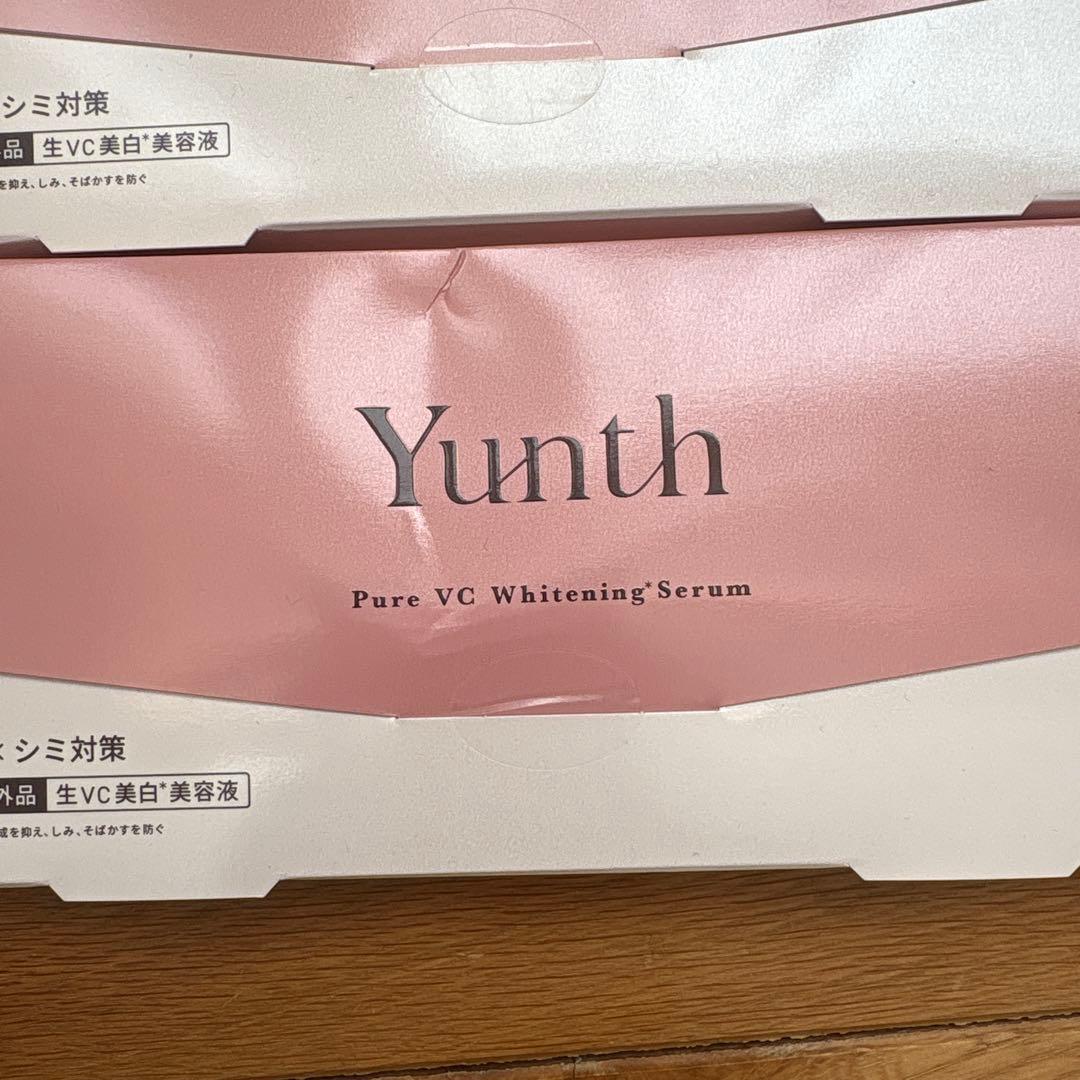 シミ対策
品 生VC美白*美容液
を抑え、しみ、そばかすを防ぐ
Yunth
Pure VC Whitening* Serum
シミ対策
外品 生VC美白*美容液
成を抑え、しみ、そばかすを防ぐ